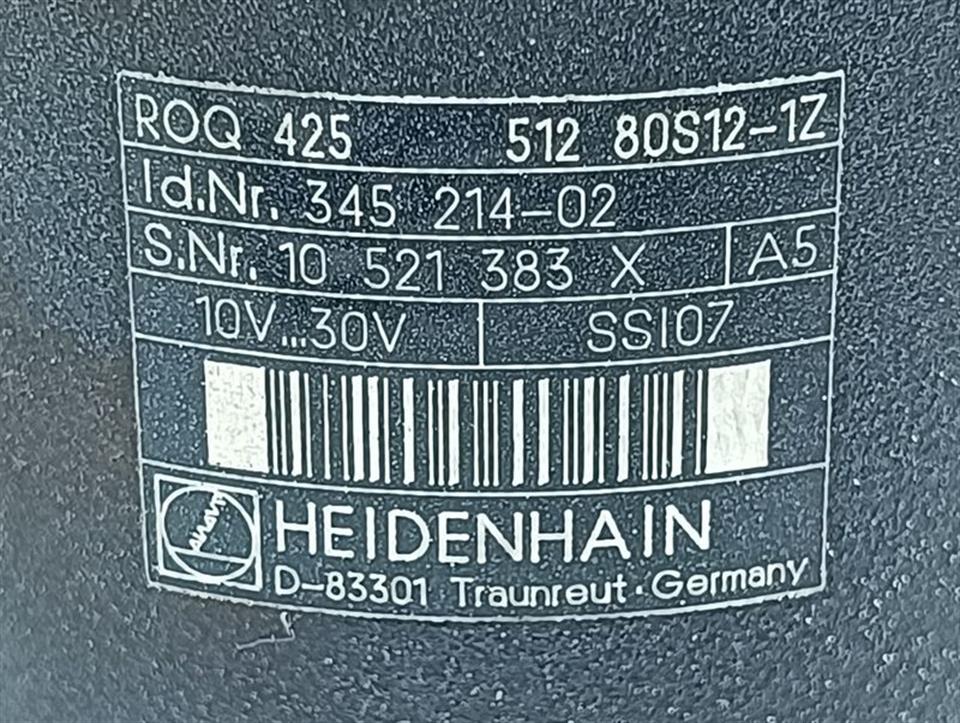 ROQ 425 512 80S12-1Z
Id.Nr. 345 214-02
S.Nr. 10 521 383 X A5
10V...30V SSI07
HEIDENHAIN
D-83301 Traunreut · Germany